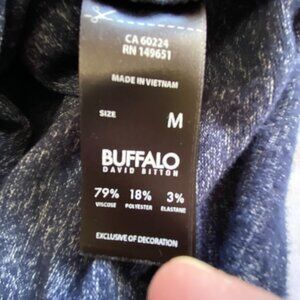 CA 60224
RN 149651
MADE IN VIETNAM
SIZE M
BUFFALO
DAVID BITTON
79% 18% 3%
VISCOSE POLYESTER ELASTANE
EXCLUSIVE OF DECORATION